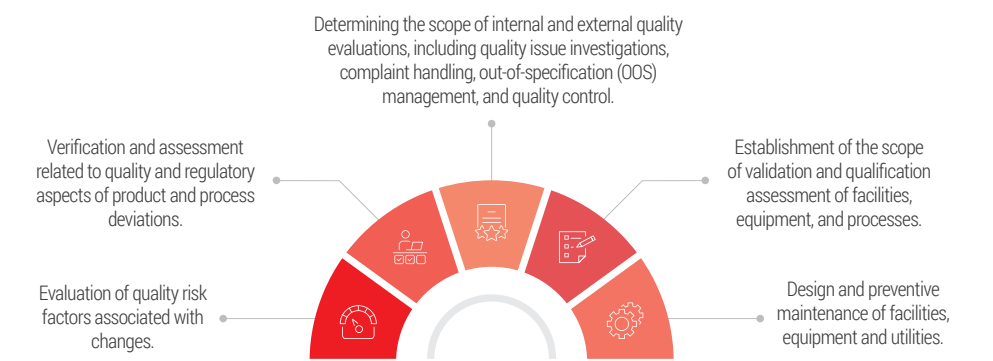 Determining the scope of internal and external quality
evaluations, including quality issue investigations,
complaint handling, out-of-specification (OOS)
management, and quality control.
Verification and assessment
related to quality and regulatory
aspects of product and process
deviations.
Establishment of the scope
of validation and qualification
assessment of facilities,
equipment, and processes.
Evaluation of quality risk
factors associated with
changes.
Design and preventive
maintenance of facilities,
equipment and utilities.